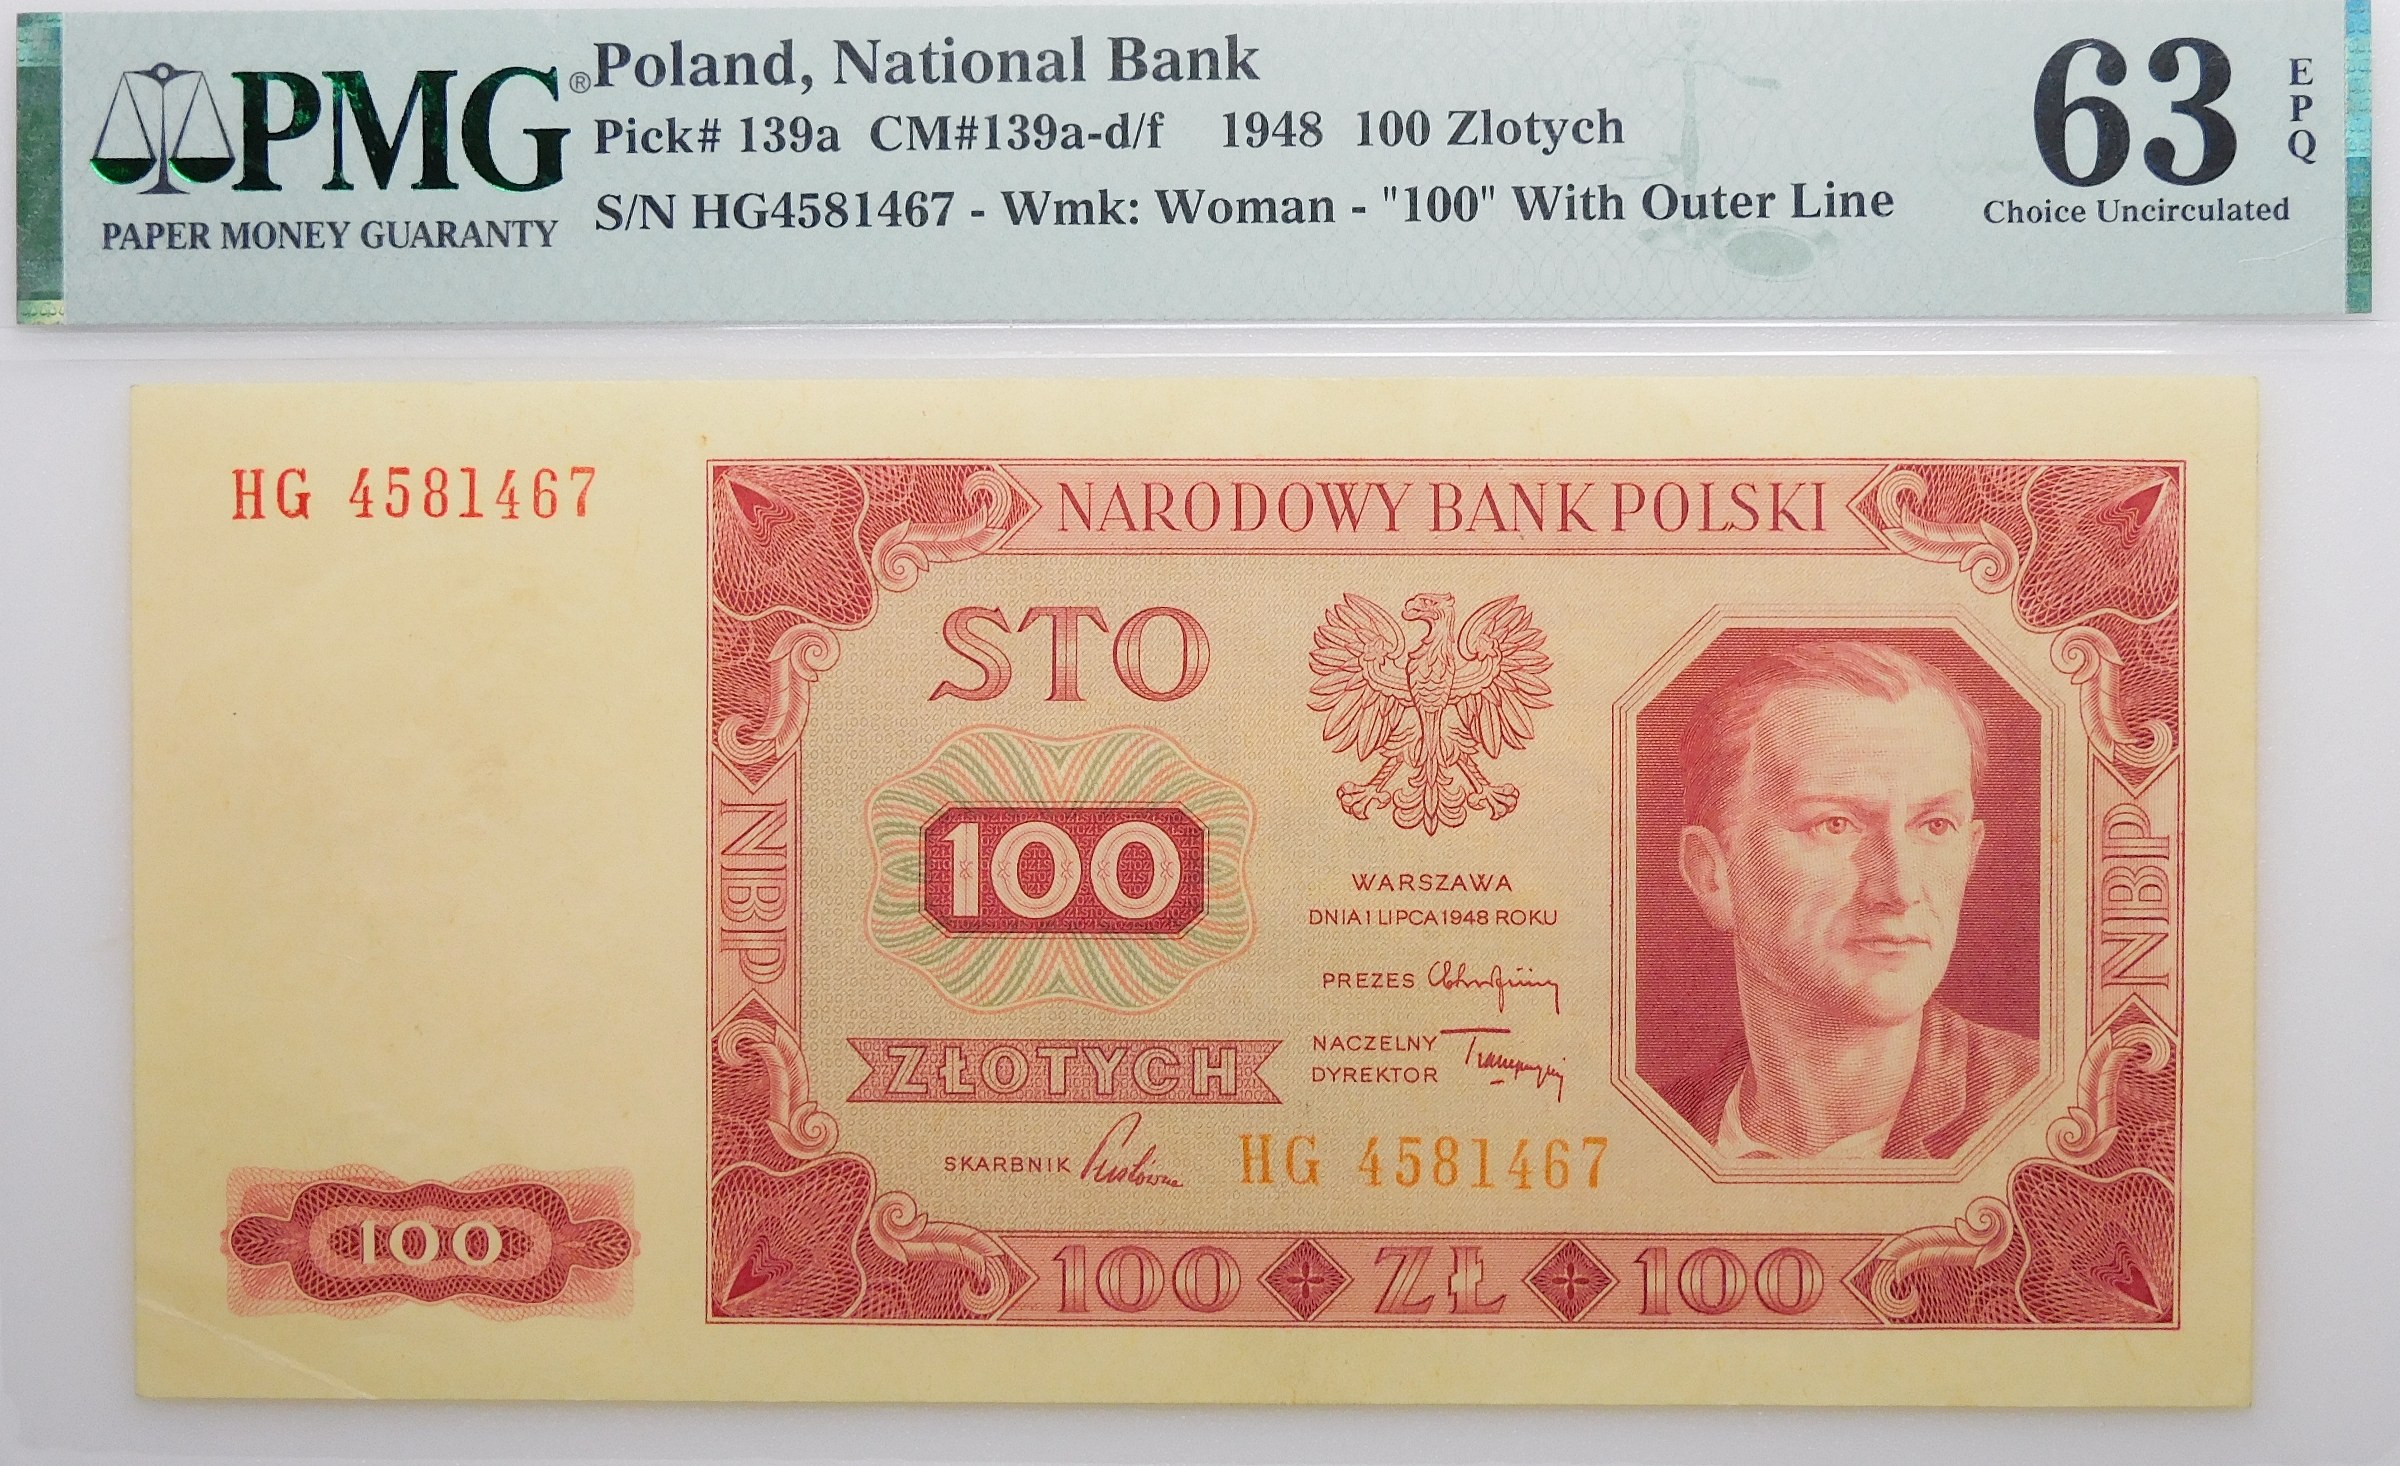 PMG®
PAPER MONEY GUARANTY
Poland, National Bank
Pick# 139a CM#139a-d/f 1948 100 Zlotych
S/N HG4581467 - Wmk: Woman - "100" With Outer Line
63
EPQ
Choice Uncirculated
HG 4581467
NARODOWY BANK POLSKI
STO
100
ZŁOTYCH
NBP
NBP
WARSZAWA
DNIA 1 LIPCA 1948 ROKU
PREZES
NACZELNY
DYREKTOR
SKARBNIK
HG 4581467
100
100 ZŁ 100